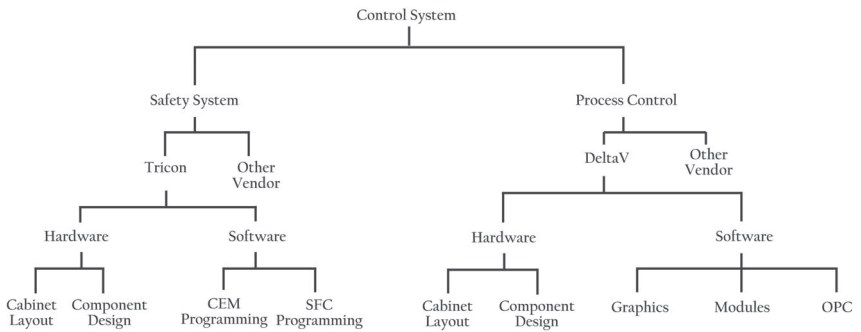 Control System
Safety System
Process Control
Tricon
Other
Vendor
DeltaV
Other
Vendor
Hardware
Software
Hardware
Software
Cabinet
Layout
Component
Design
CEM
Programming
SFC
Programming
Cabinet
Layout
Component
Design
Graphics
Modules
OPC